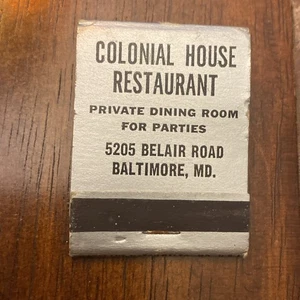 COLONIAL HOUSE
RESTAURANT
PRIVATE DINING ROOM
FOR PARTIES
5205 BELAIR ROAD
BALTIMORE, MD.